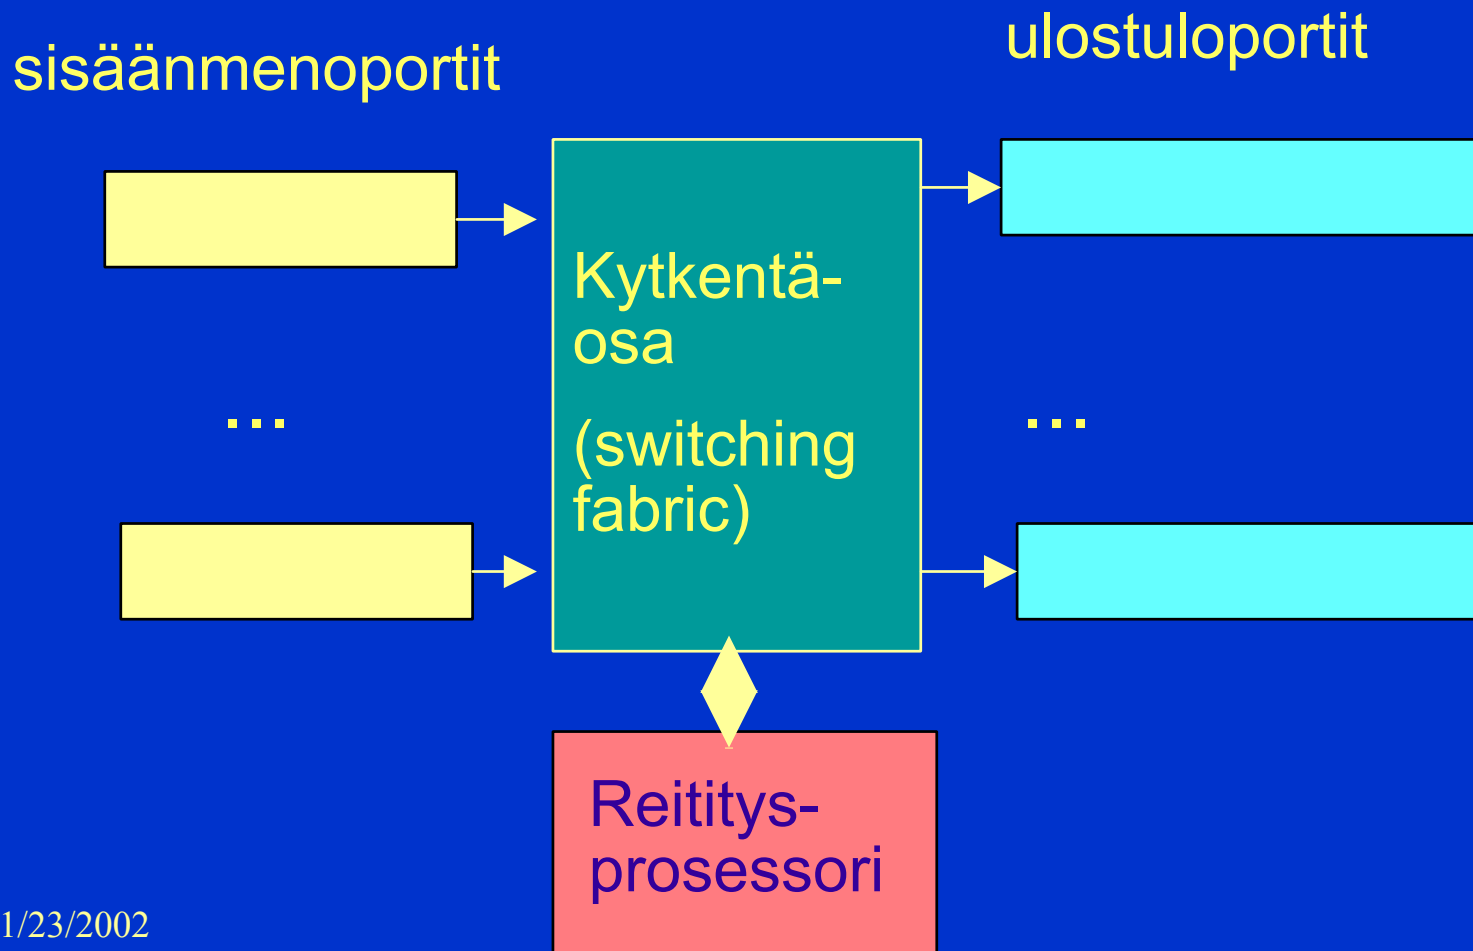 sisäänmenoportit
ulostuloportit
Kytkentä-
osa
(switching
fabric)
...
...
Reititys-
prosessori
1/23/2002